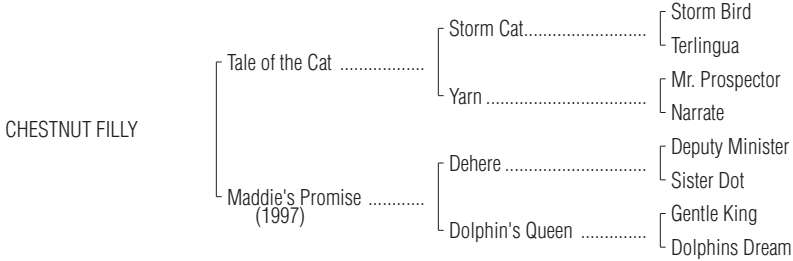 Storm Bird
Storm Cat..........................
Terlingua
Tale of the Cat ..................
Mr. Prospector
Yarn ..................................
Narrate
CHESTNUT FILLY
Deputy Minister
Dehere ..............................
Sister Dot
Maddie's Promise ............
(1997)
Gentle King
Dolphin's Queen ..............
Dolphins Dream